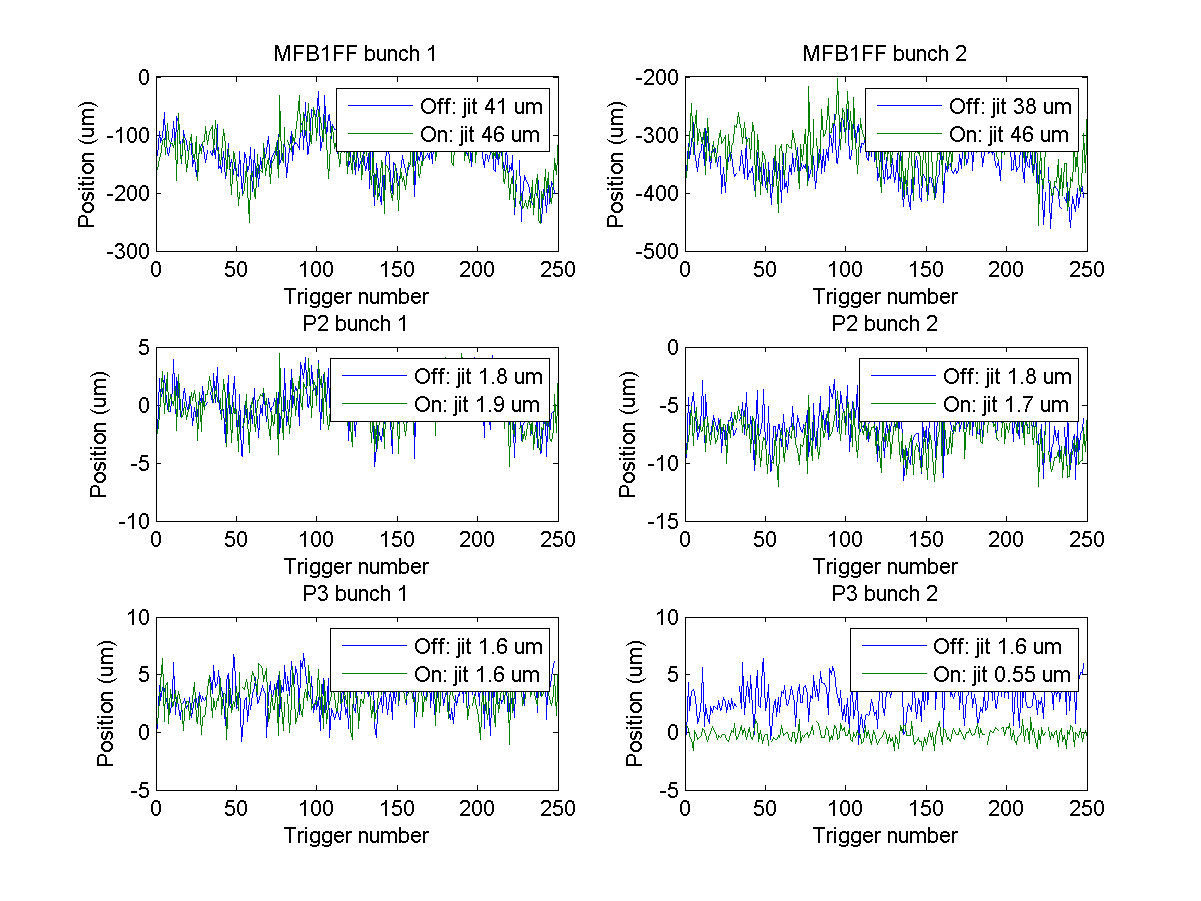 MFB1FF bunch 1
0
-100
-200
-300
Position (um)
Off: jit 41 um
On: jit 46 um
0 50 100 150 200 250
Trigger number
MFB1FF bunch 2
-200
-300
-400
-500
Position (um)
Off: jit 38 um
On: jit 46 um
0 50 100 150 200 250
Trigger number
P2 bunch 1
5
0
-5
-10
Position (um)
Off: jit 1.8 um
On: jit 1.9 um
0 50 100 150 200 250
Trigger number
P2 bunch 2
0
-5
-10
-15
Position (um)
Off: jit 1.8 um
On: jit 1.7 um
0 50 100 150 200 250
Trigger number
P3 bunch 1
10
5
0
-5
Position (um)
Off: jit 1.6 um
On: jit 1.6 um
0 50 100 150 200 250
Trigger number
P3 bunch 2
10
5
0
-5
Position (um)
Off: jit 1.6 um
On: jit 0.55 um
0 50 100 150 200 250
Trigger number